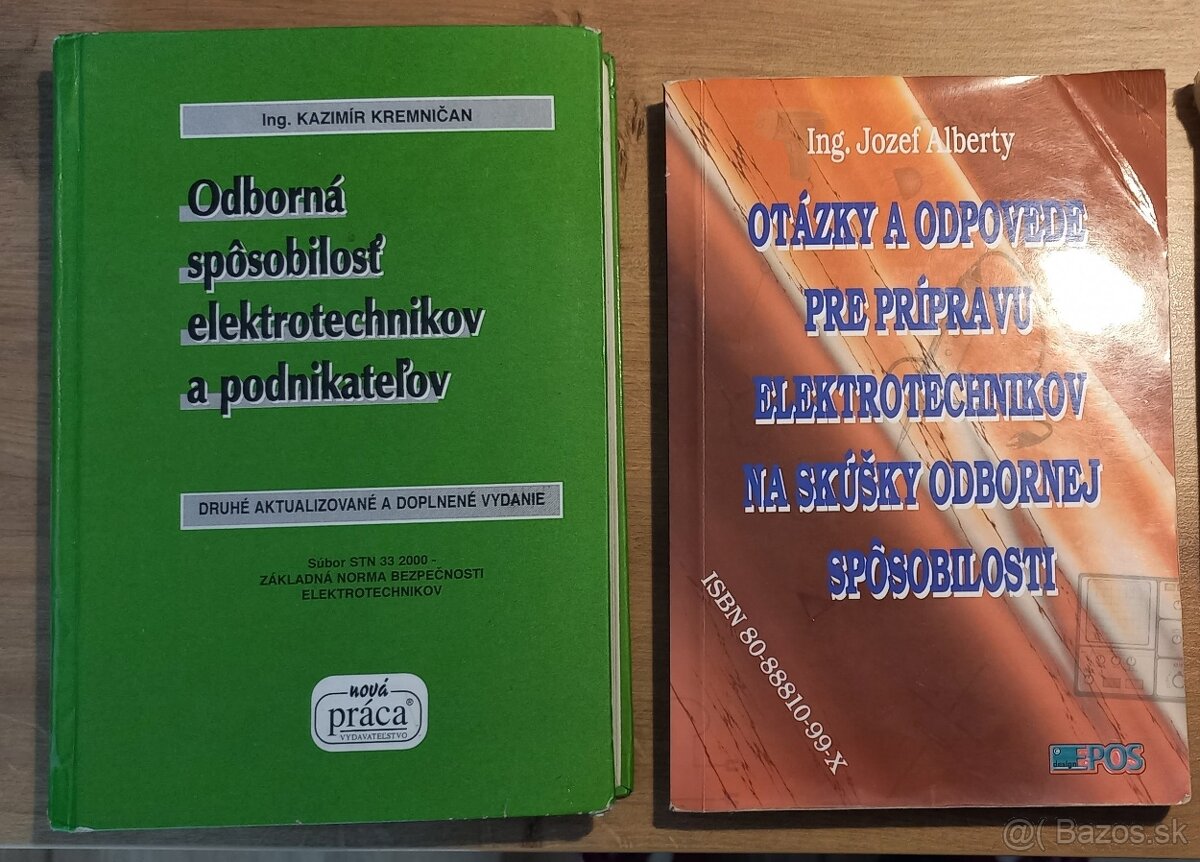 Ing. KAZIMÍR KREMNIČAN
Odborná
spôsobilosť
elektrotechnikov
a podnikateľov
DRUHÉ AKTUALIZOVANÉ A DOPLNENÉ VYDANIE
Súbor STN 33 2000 -
ZÁKLADNÁ NORMA BEZPEČNOSTI
ELEKTROTECHNIKOV
nová
práca®
VYDAVATEĽSTVO
Ing. Jozef Alberty
OTÁZKY A ODPOVEDE
PRE PRÍPRAVU
ELEKTROTECHNIKOV
NA SKÚŠKY ODBORNEJ
SPÔSOBILOSTI
ISBN 80-88810-99-X
design EPOS
@( Bazos.sk